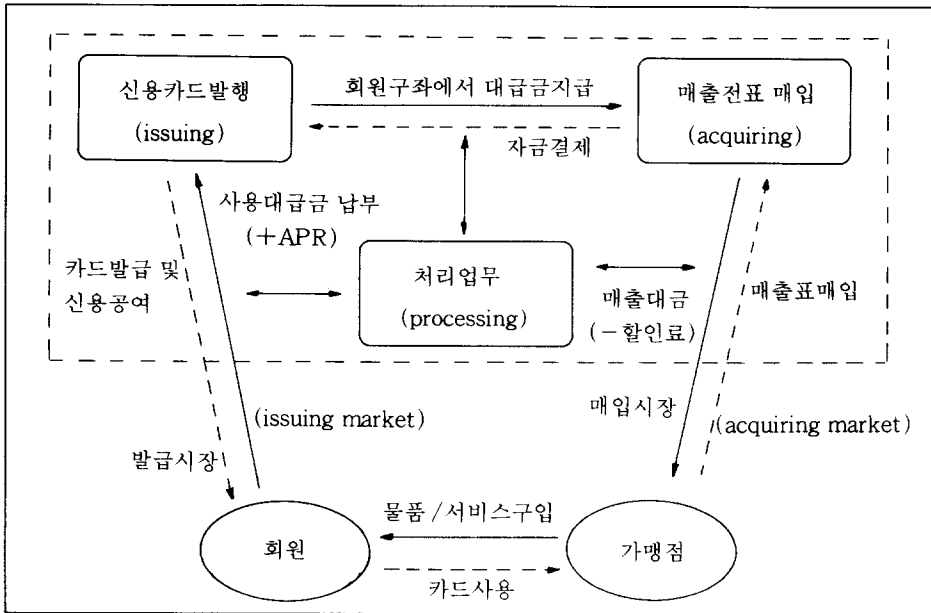 신용카드발행
(issuing)
회원구좌에서 대급금지급
자금결제
매출전표 매입
(acquiring)
사용대급금 납부
(+APR)
카드발급 및
신용공여
처리업무
(processing)
매출대금
(-할인료)
매출표매입
매입시장
(issuing market)
(acquiring market)
발급시장
물품/서비스구입
회원
가맹점
카드사용